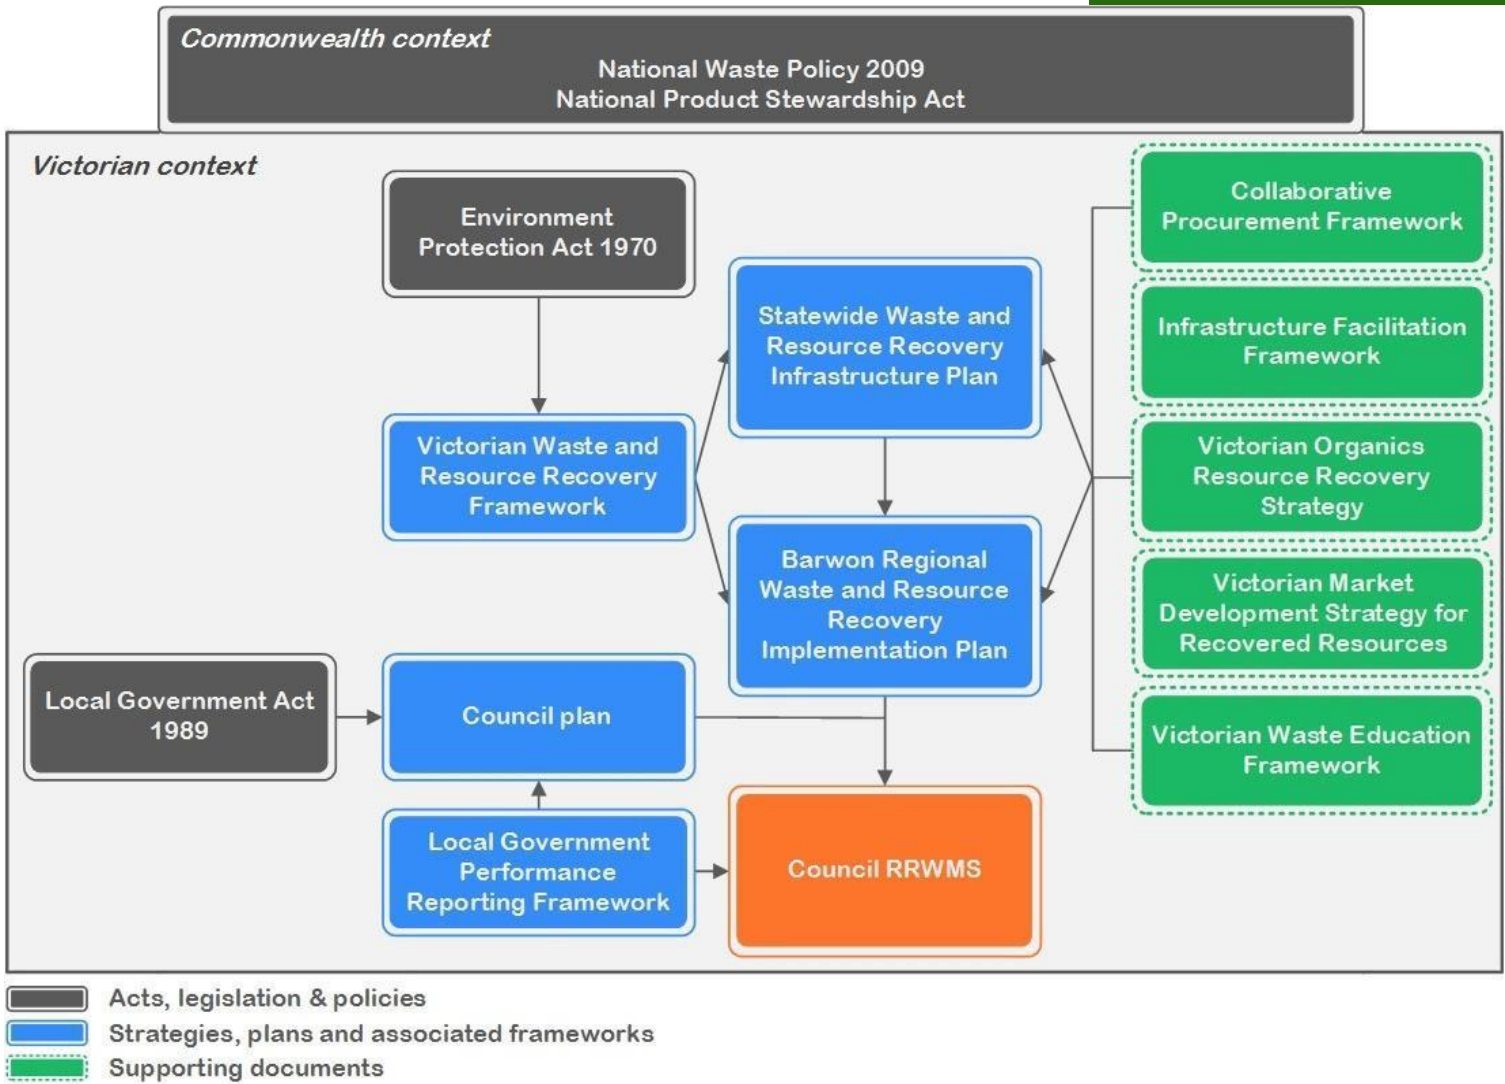 Commonwealth context
National Waste Policy 2009
National Product Stewardship Act
Victorian context
Environment
Protection Act 1970
Victorian Waste and
Resource Recovery
Framework
Statewide Waste and
Resource Recovery
Infrastructure Plan
Barwon Regional
Waste and Resource
Recovery
Implementation Plan
Collaborative
Procurement Framework
Infrastructure Facilitation
Framework
Victorian Organics
Resource Recovery
Strategy
Victorian Market
Development Strategy for
Recovered Resources
Victorian Waste Education
Framework
Local Government Act
1989
Council plan
Local Government
Performance
Reporting Framework
Council RRWMS
Acts, legislation & policies
Strategies, plans and associated frameworks
Supporting documents